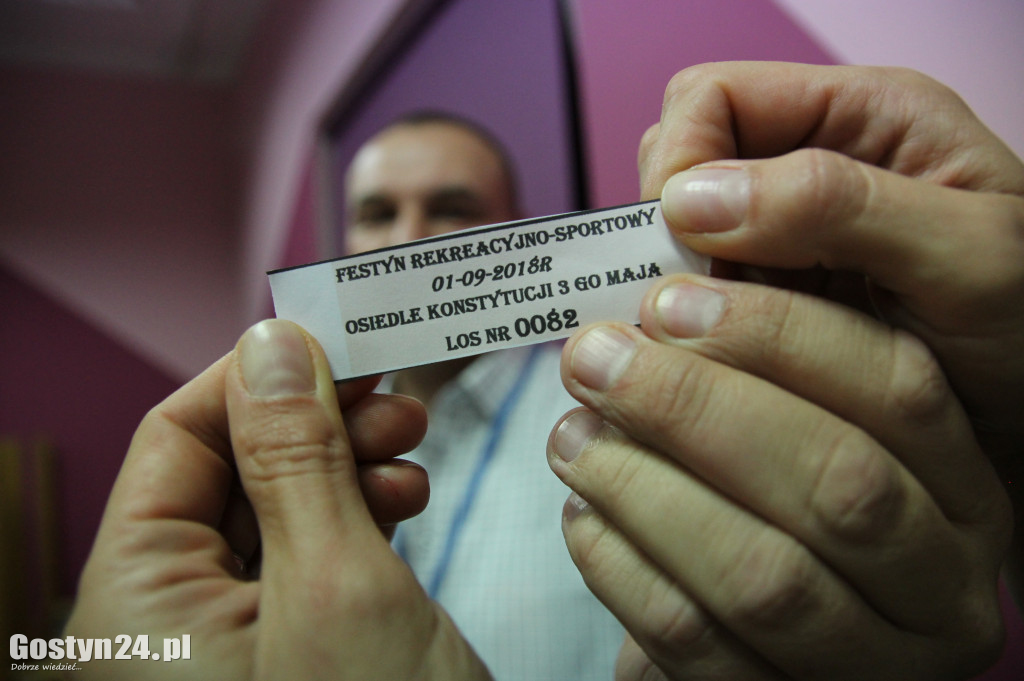 FESTYN REKREACYJNO-SPORTOWY
01-09-2018R
OSIEDLE KONSTYTUCJI 3 GO MAJA
LOS NR 0082
Gostyn24.pl
Dobrze wiedzieć...